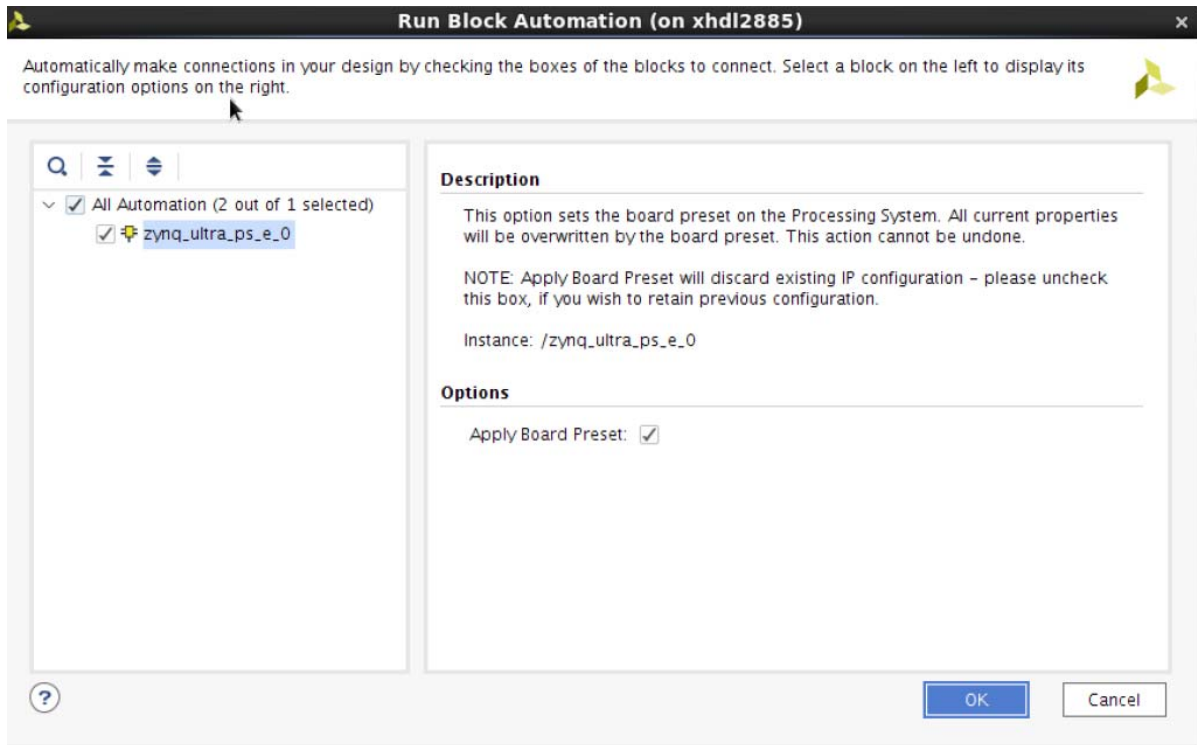 Run Block Automation (on xhdl2885)
Automatically make connections in your design by checking the boxes of the blocks to connect. Select a block on the left to display its
configuration options on the right.
All Automation (2 out of 1 selected)
zynq_ultra_ps_e_0
Description
This option sets the board preset on the Processing System. All current properties
will be overwritten by the board preset. This action cannot be undone.
NOTE: Apply Board Preset will discard existing IP configuration – please uncheck
this box, if you wish to retain previous configuration.
Instance: /zynq_ultra_ps_e_0
Options
Apply Board Preset:
?
OK
Cancel